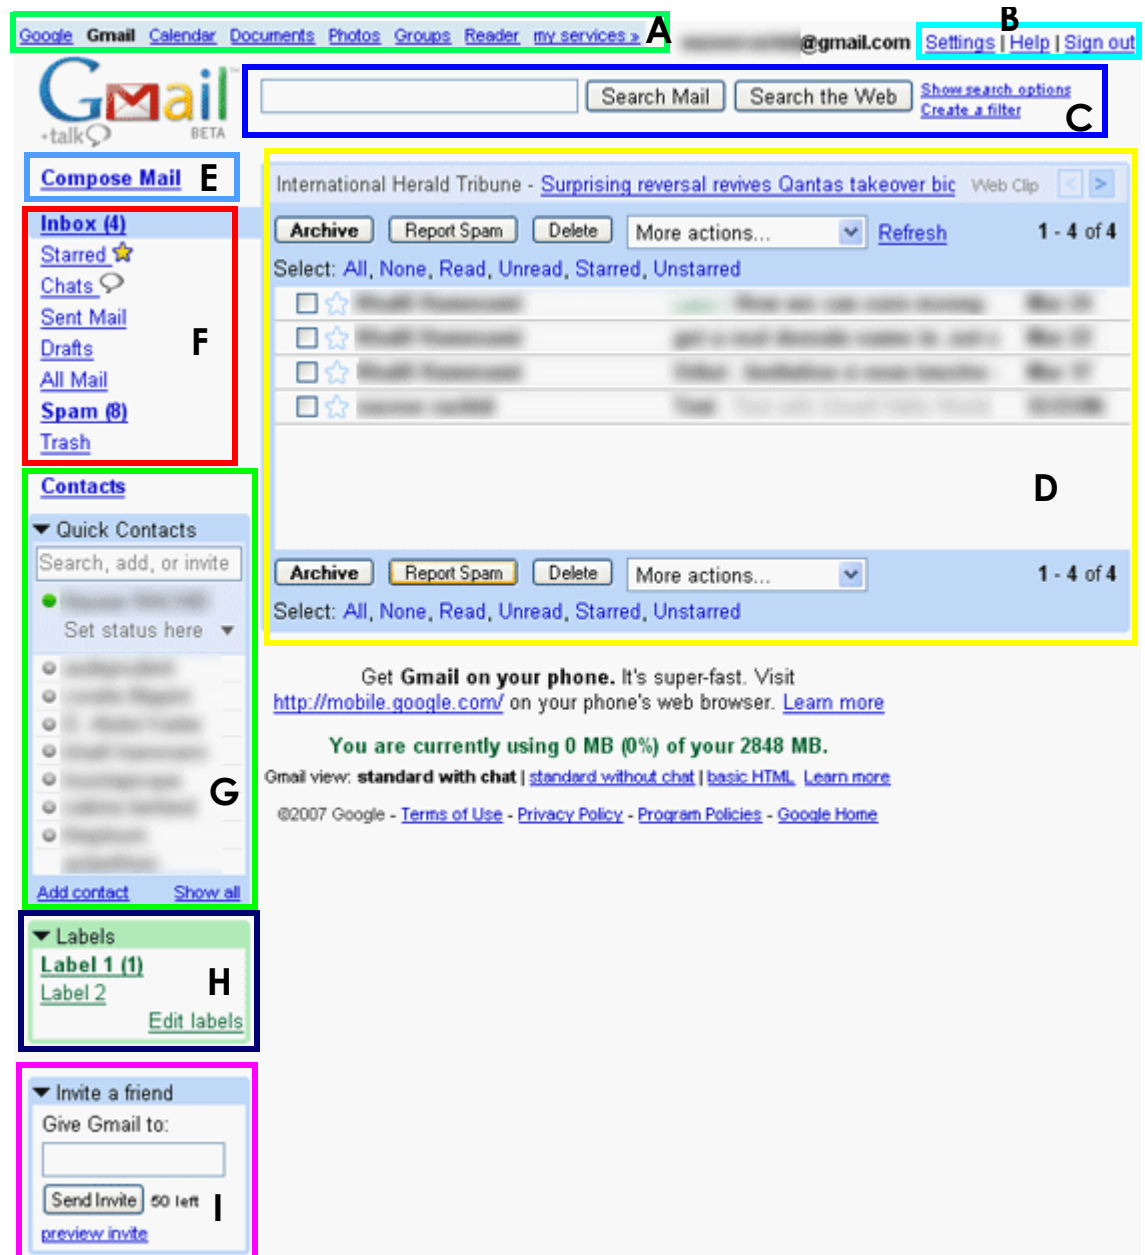 Google Gmail Calendar Documents Photos Groups Reader my services » A
@gmail.com Settings | Help | Sign out B
Gmail
+talk BETA
Search Mail Search the Web Show search options
Create a filter C
Compose Mail E
International Herald Tribune - Surprising reversal revives Qantas takeover bic Web Clip < >
Inbox (4)
Starred
Chats
Sent Mail
Drafts
All Mail
Spam (8)
Trash
F
Archive Report Spam Delete More actions... Refresh 1 - 4 of 4
Select: All, None, Read, Unread, Starred, Unstarred
D
Archive Report Spam Delete More actions... 1 - 4 of 4
Select: All, None, Read, Unread, Starred, Unstarred
Contacts
Quick Contacts
Search, add, or invite
Set status here
G
Add contact Show all
Labels
Label 1 (1)
Label 2
H
Edit labels
Invite a friend
Give Gmail to:
Send Invite 50 left I
preview invite
Get Gmail on your phone. It's super-fast. Visit
http://mobile.google.com/ on your phone's web browser. Learn more
You are currently using 0 MB (0%) of your 2848 MB.
Gmail view: standard with chat | standard without chat | basic HTML Learn more
©2007 Google - Terms of Use - Privacy Policy - Program Policies - Google Home